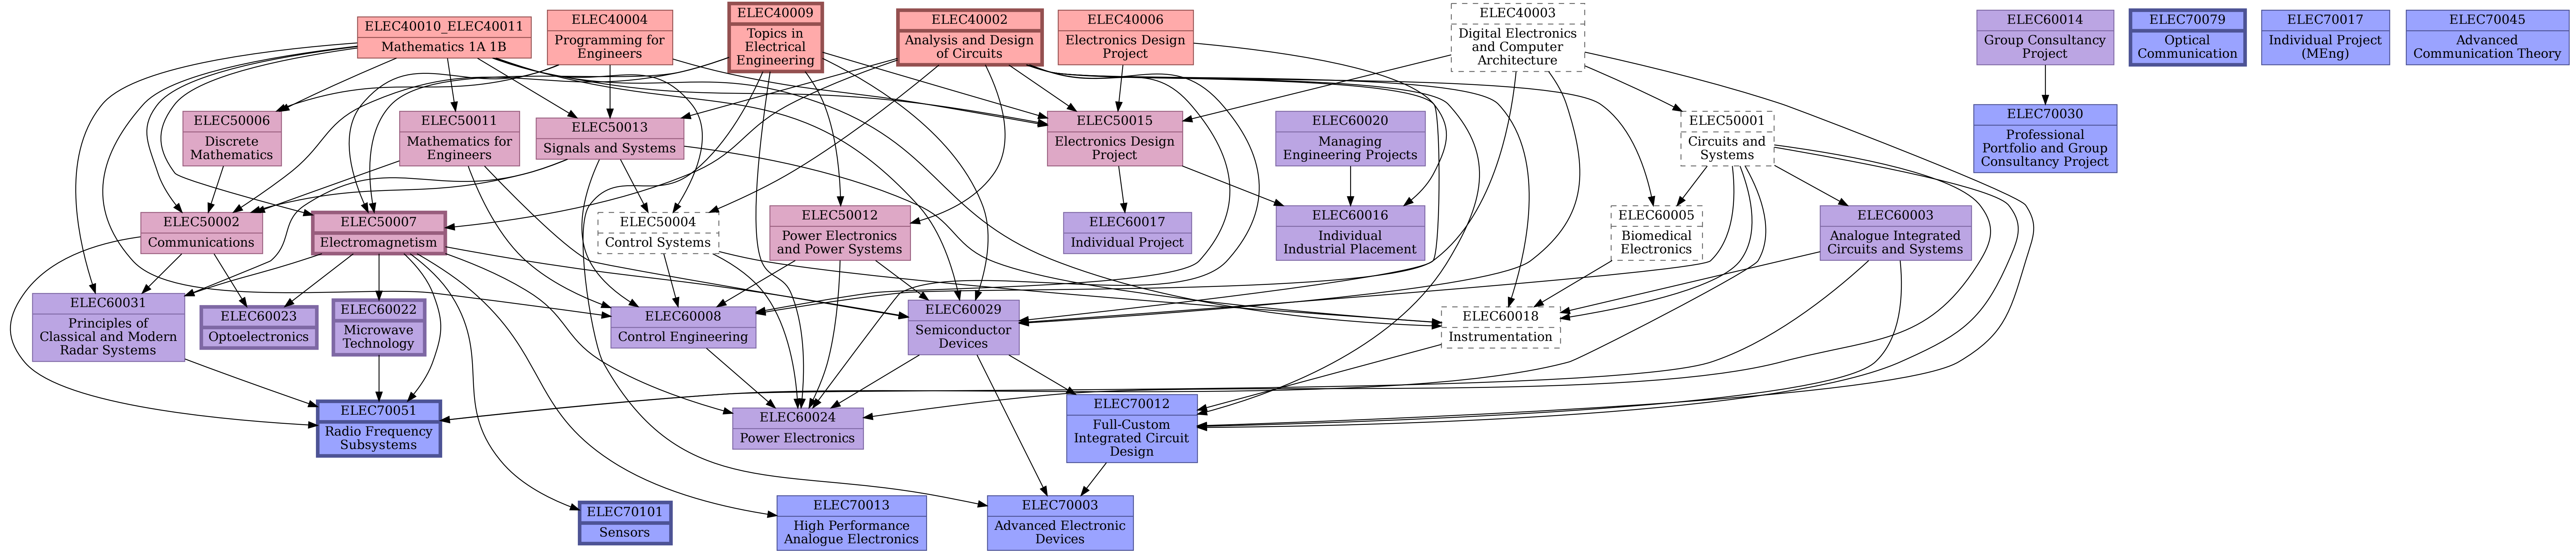 ELEC40010_ELEC40011
Mathematics 1A 1B
ELEC40004
Programming for
Engineers
ELEC40009
Topics in
Electrical
Engineering
ELEC40002
Analysis and Design
of Circuits
ELEC40006
Electronics Design
Project
ELEC40003
Digital Electronics
and Computer
Architecture
ELEC60014
Group Consultancy
Project
ELEC70079
Optical
Communication
ELEC70017
Individual Project
(MEng)
ELEC70045
Advanced
Communication Theory
ELEC50006
Discrete
Mathematics
ELEC50011
Mathematics for
Engineers
ELEC50013
Signals and Systems
ELEC50015
Electronics Design
Project
ELEC60020
Managing
Engineering Projects
ELEC50001
Circuits and
Systems
ELEC70030
Professional
Portfolio and Group
Consultancy Project
ELEC50002
Communications
ELEC50007
Electromagnetism
ELEC50004
Control Systems
ELEC50012
Power Electronics
and Power Systems
ELEC60017
Individual Project
ELEC60016
Individual
Industrial Placement
ELEC60005
Biomedical
Electronics
ELEC60003
Analogue Integrated
Circuits and Systems
ELEC60031
Principles of
Classical and Modern
Radar Systems
ELEC60023
Optoelectronics
ELEC60022
Microwave
Technology
ELEC60008
Control Engineering
ELEC60029
Semiconductor
Devices
ELEC60018
Instrumentation
ELEC70051
Radio Frequency
Subsystems
ELEC60024
Power Electronics
ELEC70012
Full-Custom
Integrated Circuit
Design
ELEC70101
Sensors
ELEC70013
High Performance
Analogue Electronics
ELEC70003
Advanced Electronic
Devices